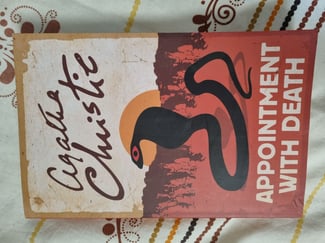 Agatha
Christie
APPOINTMENT
WITH DEATH